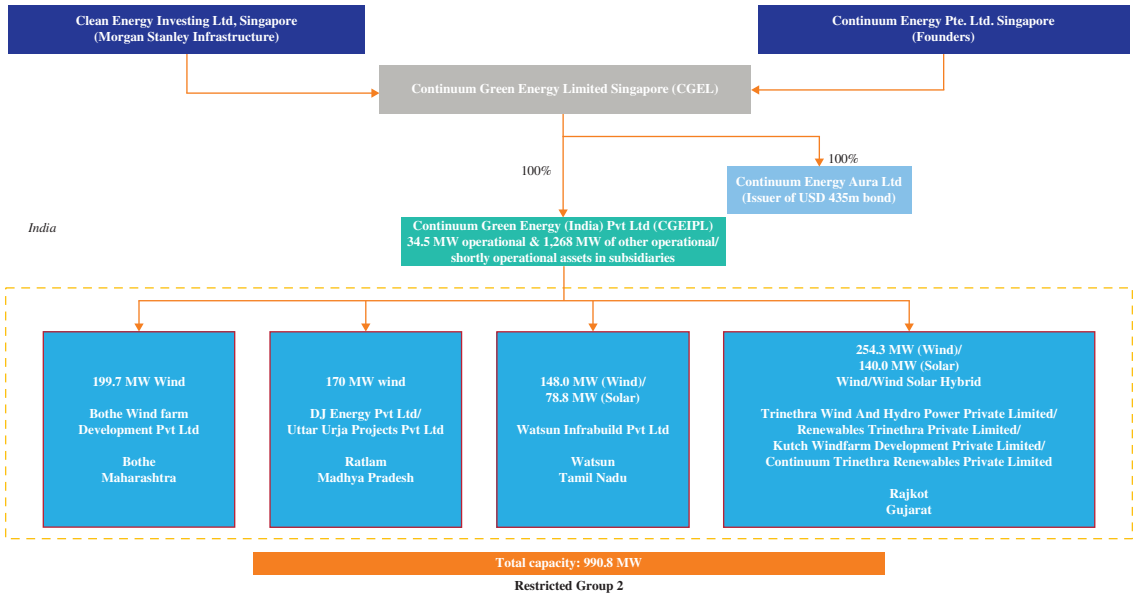 Clean Energy Investing Ltd, Singapore
(Morgan Stanley Infrastructure)
Continuum Energy Pte. Ltd. Singapore
(Founders)
Continuum Green Energy Limited Singapore (CGEL)
100%
100%
Continuum Energy Aura Ltd
(Issuer of USD 435m bond)
India
Continuum Green Energy (India) Pvt Ltd (CGEIPL)
34.5 MW operational & 1,268 MW of other operational/
shortly operational assets in subsidiaries
199.7 MW Wind
Bothe Wind farm
Development Pvt Ltd
Bothe
Maharashtra
170 MW wind
DJ Energy Pvt Ltd/
Uttar Urja Projects Pvt Ltd
Ratlam
Madhya Pradesh
148.0 MW (Wind)/
78.8 MW (Solar)
Watsun Infrabuild Pvt Ltd
Watsun
Tamil Nadu
254.3 MW (Wind)/
140.0 MW (Solar)
Wind/Wind Solar Hybrid
Trinethra Wind And Hydro Power Private Limited/
Renewables Trinethra Private Limited/
Kutch Windfarm Development Private Limited/
Continuum Trinethra Renewables Private Limited
Rajkot
Gujarat
Total capacity: 990.8 MW
Restricted Group 2